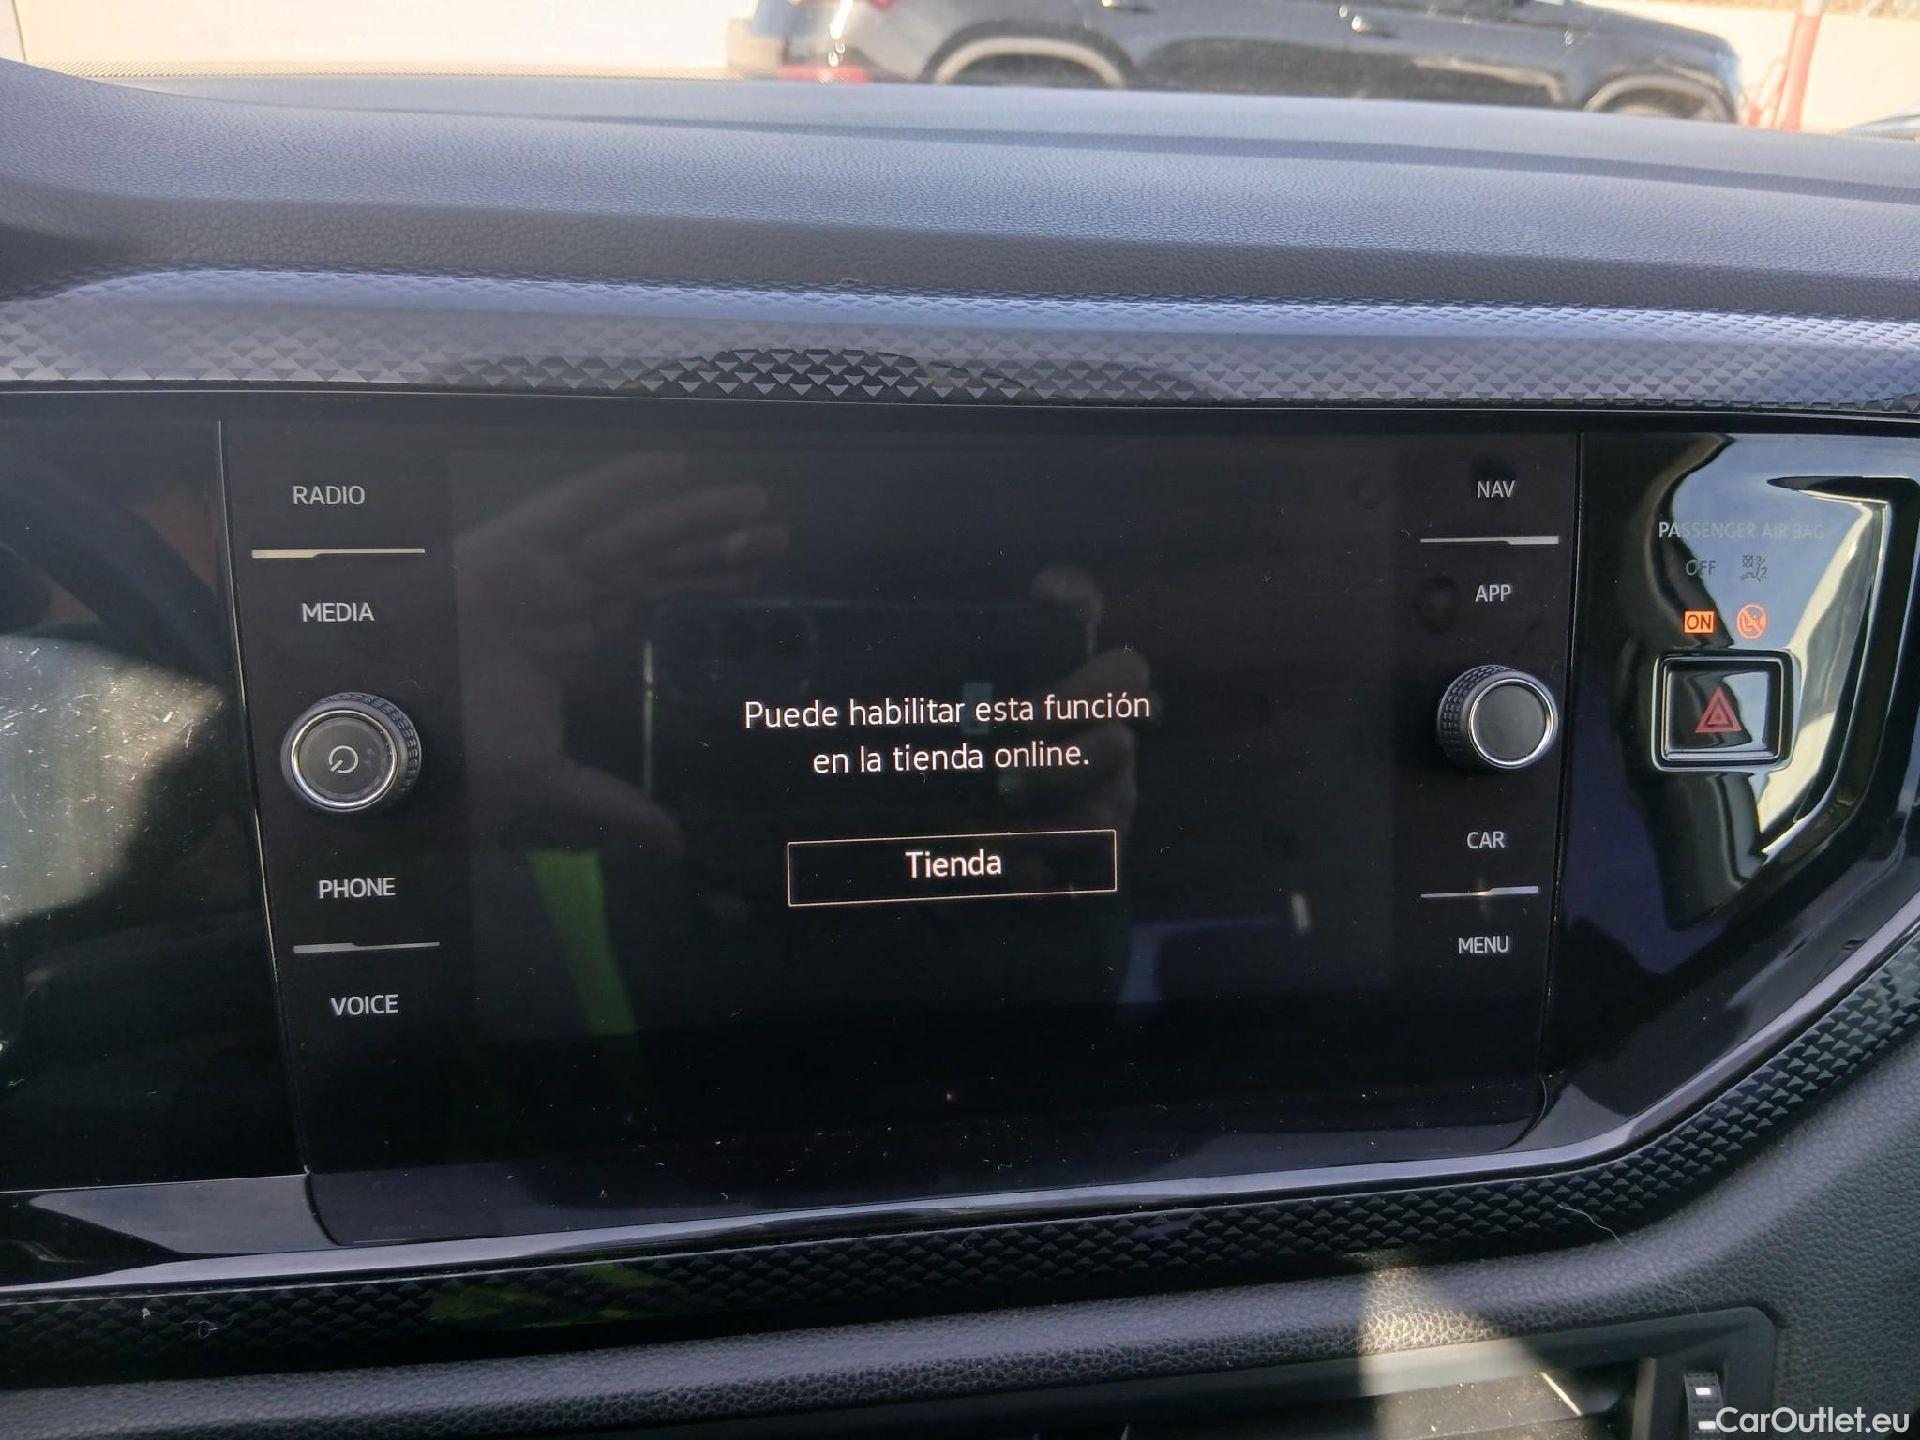 RADIO
MEDIA
PHONE
VOICE
Puede habilitar esta función
en la tienda online.
Tienda
NAV
APP
CAR
MENU
PASSENGER AIR BAG
OFF
ON
CarOutlet.eu